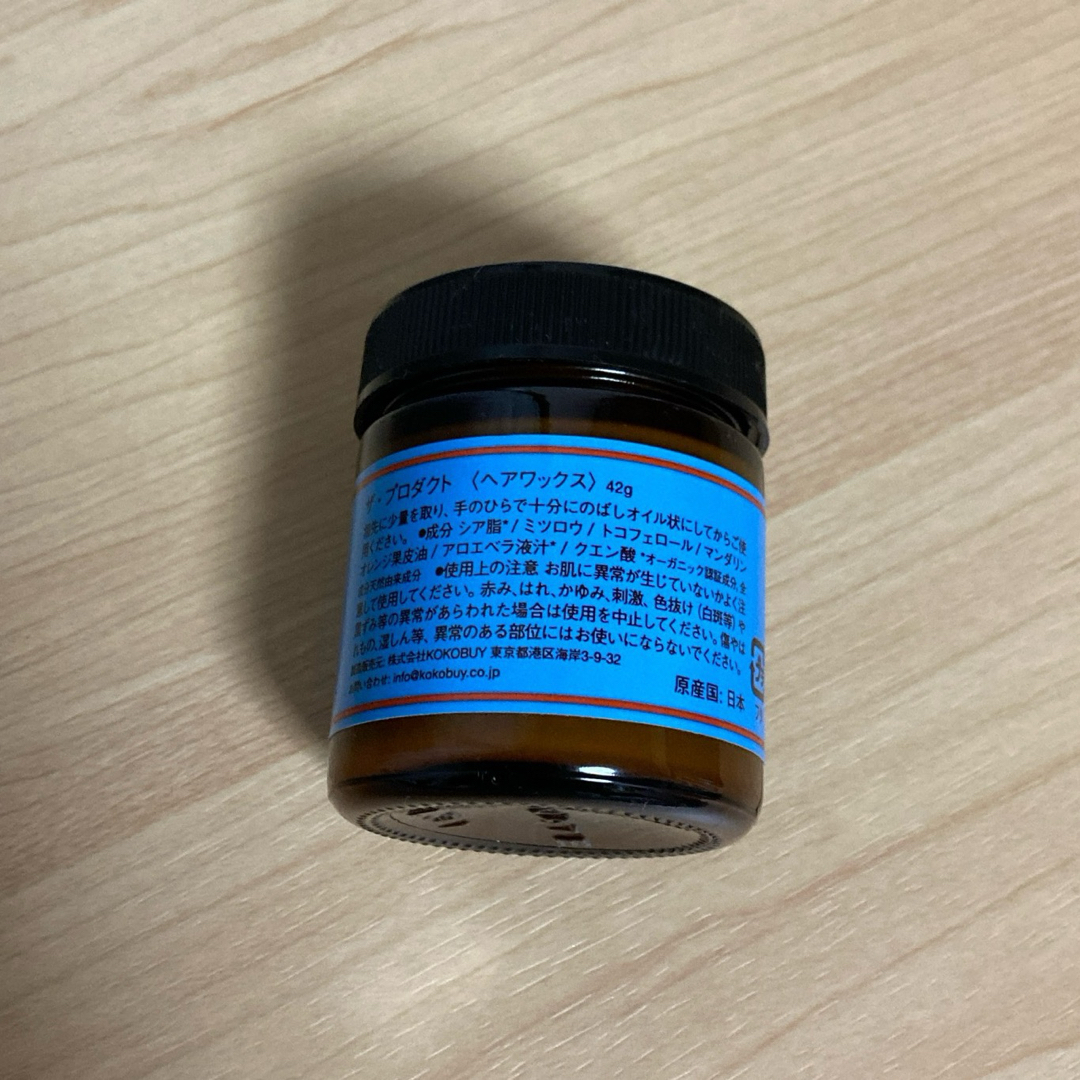 ザ・プロダクト 〈ヘアワックス〉 42g
指先に少量を取り、手のひらで十分にのばしオイル状にしてからご使
用ください。 ●成分 シア脂*/ ミツロウ / トコフェロール / マンダリン
オレンジ果皮油 / アロエベラ液汁* / クエン酸 *オーガニック認証成分、全
成分天然由来成分 ●使用上の注意 お肌に異常が生じていないかよく注
意して使用してください。赤み、はれ、かゆみ、刺激、色抜け(白斑等)や
黒ずみ等の異常があらわれた場合は使用を中止してください。傷やは
れもの、湿しん等、異常のある部位にはお使いにならないでください。
販売元: 株式会社KOKOBUY 東京都港区海岸3-9-32
お問い合わせ: info@kokobuy.co.jp
原産国: 日本